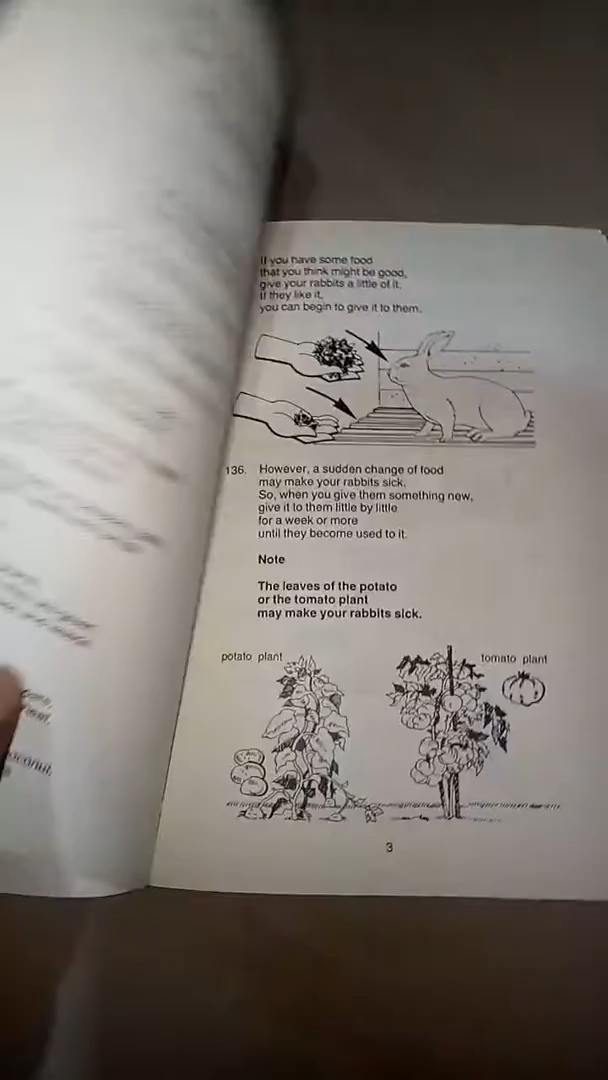 If you have some food
that you think might be good,
give your rabbits a little of it.
If they like it,
you can begin to give it to them.
136. However, a sudden change of food
may make your rabbits sick.
So, when you give them something new,
give it to them little by little
for a week or more
until they become used to it.
Note
The leaves of the potato
or the tomato plant
may make your rabbits sick.
potato plant
tomato plant
3